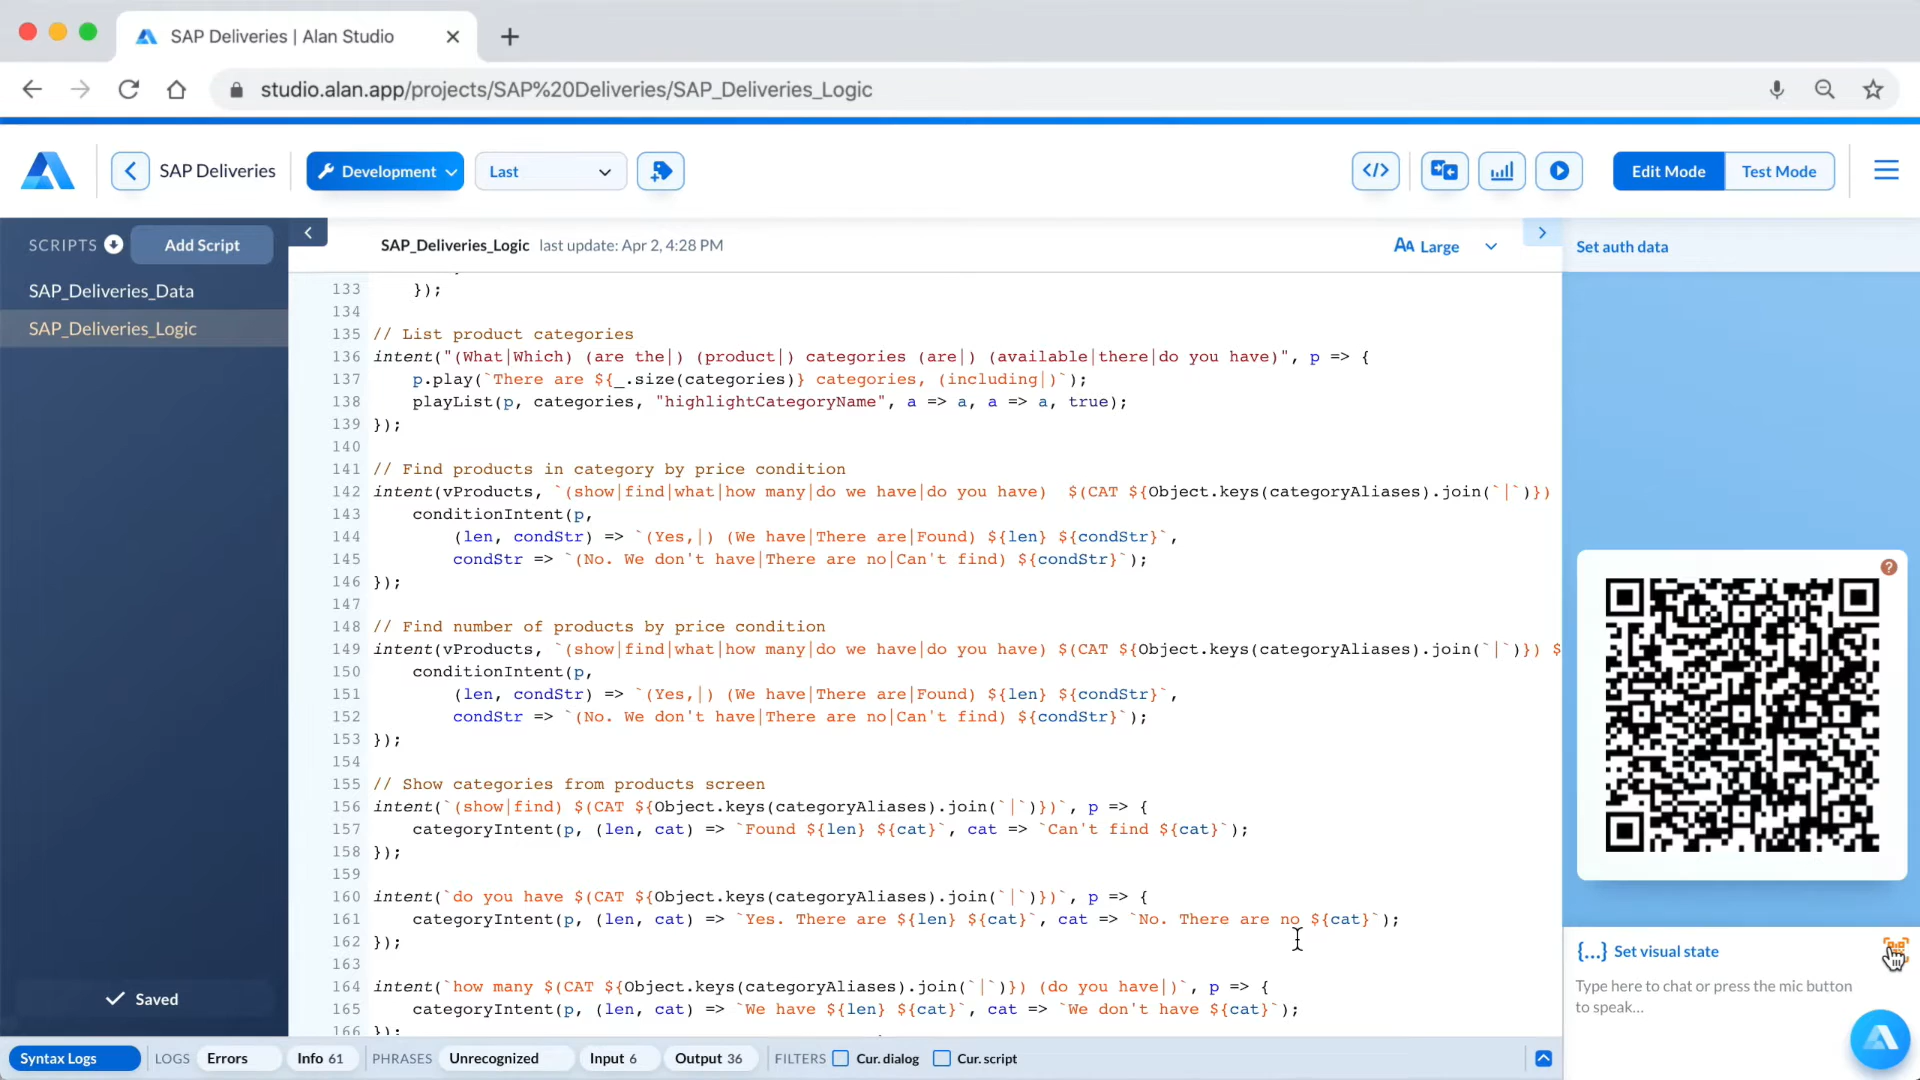 SAP Deliveries | Alan Studio
studio.alan.app/projects/SAP%20Deliveries/SAP_Deliveries_Logic
SAP Deliveries
Development
Last
</>
Edit Mode
Test Mode
SCRIPTS
Add Script
SAP_Deliveries_Data
SAP_Deliveries_Logic
Saved
SAP_Deliveries_Logic last update: Apr 2, 4:28 PM
AA Large
Set auth data
133     });
134
135 // List product categories
136 intent("(What|Which) (are the|) (product|) categories (are|) (available|there|do you have)", p => {
137     p.play(`There are ${_.size(categories)} categories, (including|)`);
138     playList(p, categories, "highlightCategoryName", a => a, a => a, true);
139 });
140
141 // Find products in category by price condition
142 intent(vProducts, `(show|find|what|how many|do we have|do you have)  $(CAT ${Object.keys(categoryAliases).join(`|`)})
143     conditionIntent(p,
144         (len, condStr) => `(Yes,|) (We have|There are|Found) ${len} ${condStr}`,
145         condStr => `(No. We don't have|There are no|Can't find) ${condStr}`);
146 });
147
148 // Find number of products by price condition
149 intent(vProducts, `(show|find|what|how many|do we have|do you have) $(CAT ${Object.keys(categoryAliases).join(`|`)}) $
150     conditionIntent(p,
151         (len, condStr) => `(Yes,|) (We have|There are|Found) ${len} ${condStr}`,
152         condStr => `(No. We don't have|There are no|Can't find) ${condStr}`);
153 });
154
155 // Show categories from products screen
156 intent(`(show|find) $(CAT ${Object.keys(categoryAliases).join(`|`)})`, p => {
157     categoryIntent(p, (len, cat) => `Found ${len} ${cat}`, cat => `Can't find ${cat}`);
158 });
159
160 intent(`do you have $(CAT ${Object.keys(categoryAliases).join(`|`)})`, p => {
161     categoryIntent(p, (len, cat) => `Yes. There are ${len} ${cat}`, cat => `No. There are no ${cat}`);
162 });
163
164 intent(`how many $(CAT ${Object.keys(categoryAliases).join(`|`)}) (do you have|)`, p => {
165     categoryIntent(p, (len, cat) => `We have ${len} ${cat}`, cat => `We don't have ${cat}`);
166 });
?
{...} Set visual state
Type here to chat or press the mic button
to speak...
Syntax Logs LOGS Errors Info 61 PHRASES Unrecognized Input 6 Output 36 FILTERS Cur. dialog Cur. script